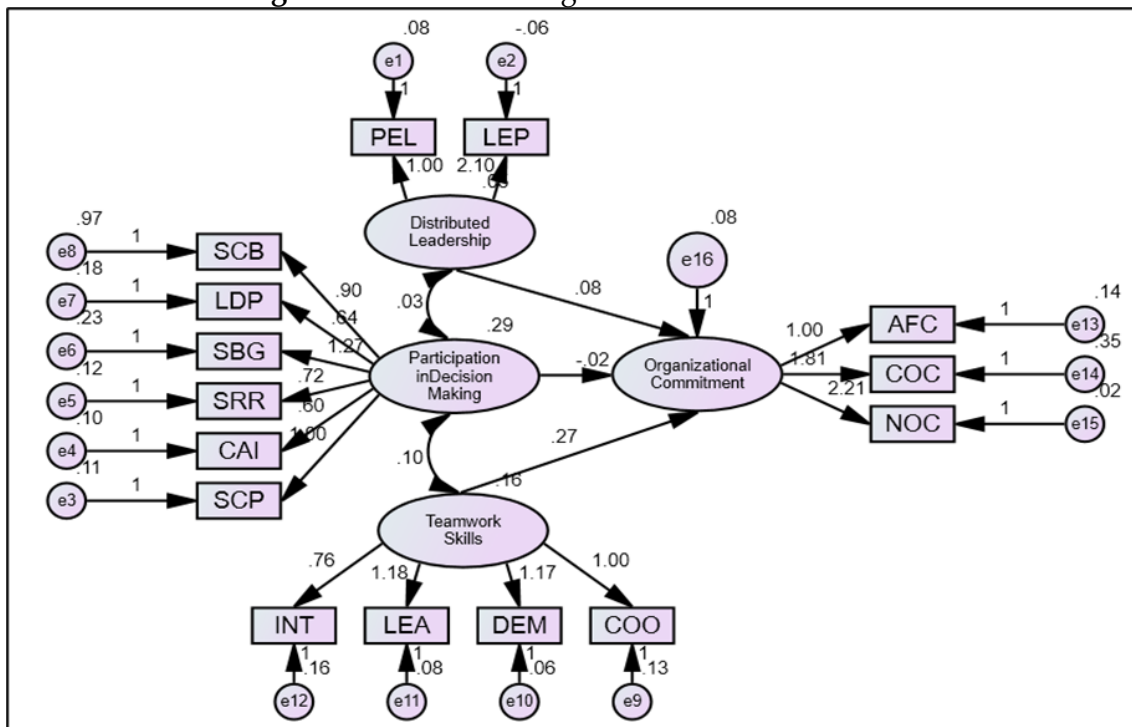 .08
-.06
e1
e2
1
1
PEL
LEP
1.00
2.10
Distributed
Leadership
.97
e8
1
SCB
.18
e7
1
LDP
.23
e6
1
SBG
.12
e5
1
SRR
.10
e4
1
CAI
.11
e3
1
SCP
.90
.64
1.27
.72
.60
1.00
.03
.29
Participation
inDecision
Making
.08
-.02
.27
.08
e16
1
Organizational
Commitment
1.00
1.81
2.21
AFC
1
.14
e13
COC
1
.35
e14
NOC
1
.02
e15
.10
.16
Teamwork
Skills
.76
1.18
1.17
1.00
INT
LEA
DEM
COO
1
1
1
1
.16
.08
.06
.13
e12
e11
e10
e9